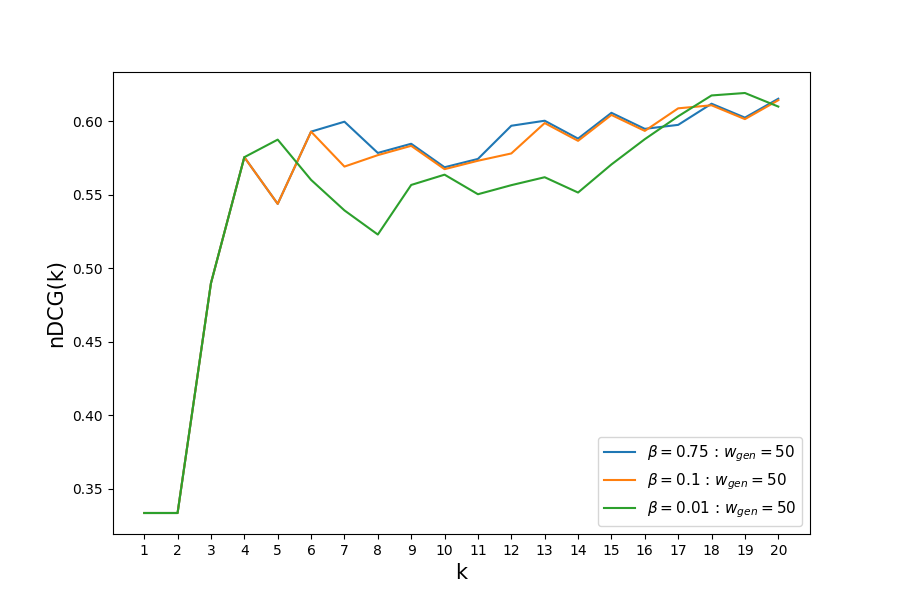 nDCG(k)
0.60
0.55
0.50
0.45
0.40
0.35
1 2 3 4 5 6 7 8 9 10 11 12 13 14 15 16 17 18 19 20
k
β = 0.75 : w_gen = 50
β = 0.1 : w_gen = 50
β = 0.01 : w_gen = 50